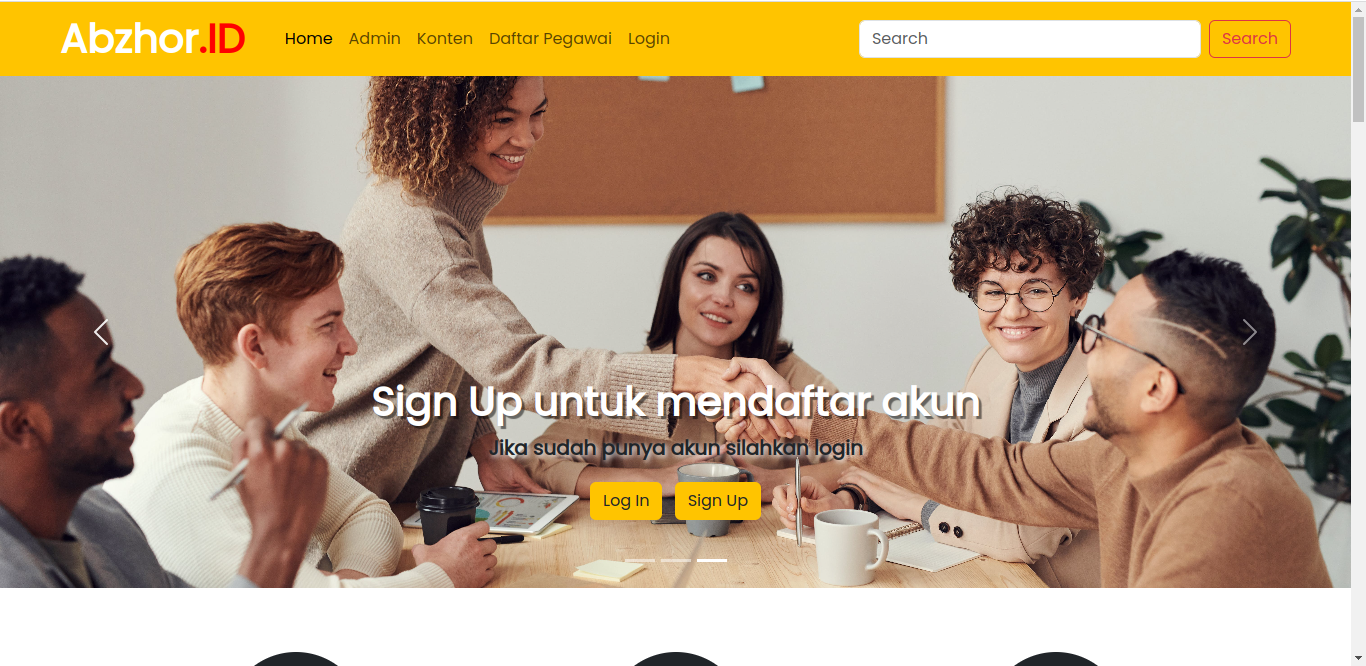 Abzhor.ID Home Admin Konten Daftar Pegawai Login Search Search
Sign Up untuk mendaftar akun
Jika sudah punya akun silahkan login
Log In Sign Up